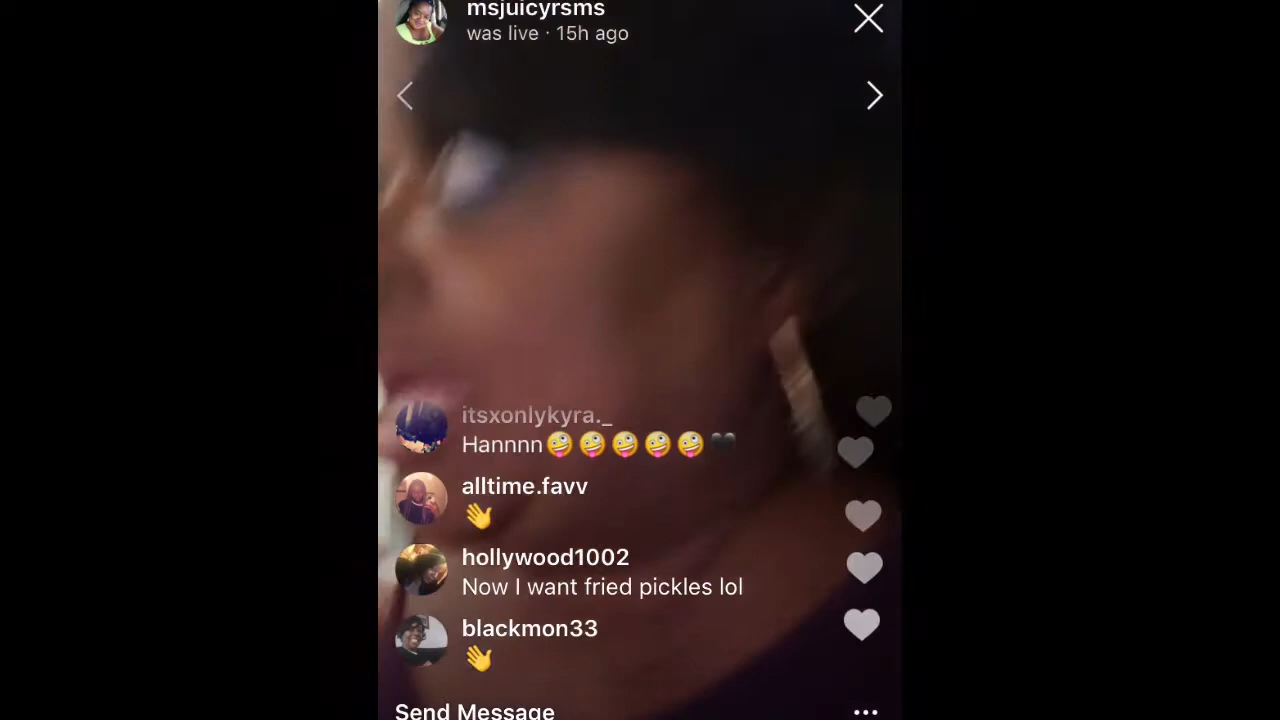 msjuicyrsms
was live · 15h ago
itsxonlykyra._
Hannnn🤪🤪🤪🤪🤪🖤
alltime.favv
👋
hollywood1002
Now I want fried pickles lol
blackmon33
👋
Send Message